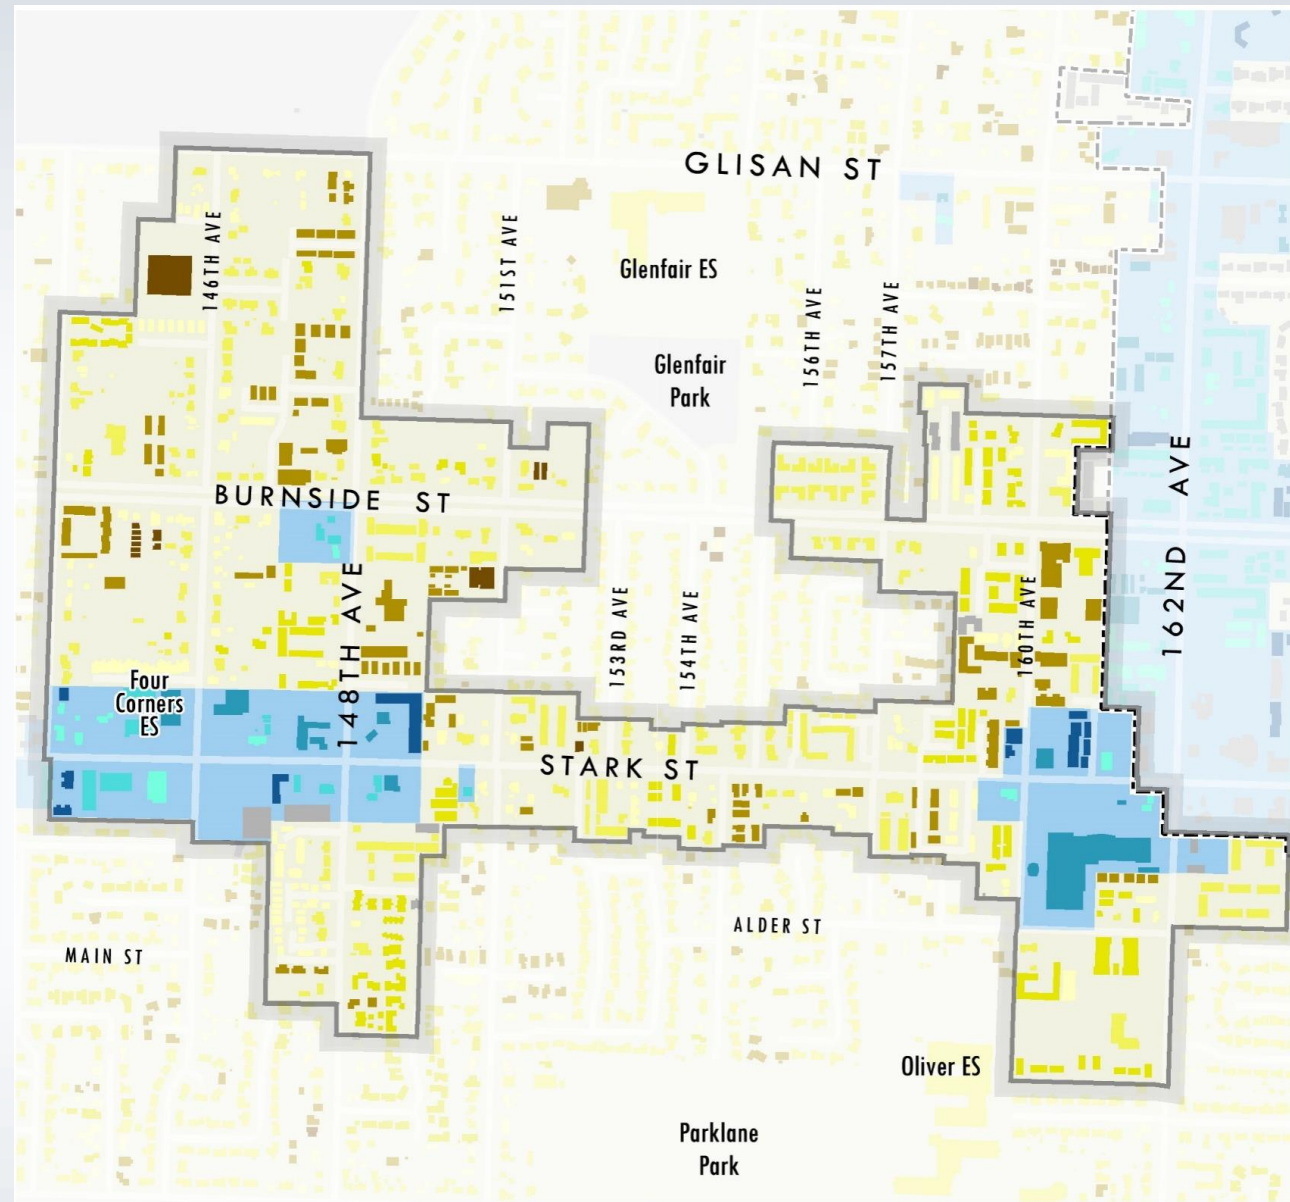 GLISAN ST
146TH AVE
151ST AVE
Glenfair ES
156TH AVE
157TH AVE
Glenfair
Park
162ND AVE
BURNSIDE ST
148TH AVE
153RD AVE
154TH AVE
160TH AVE
Four
Corners
ES
STARK ST
ALDER ST
MAIN ST
Oliver ES
Parklane
Park